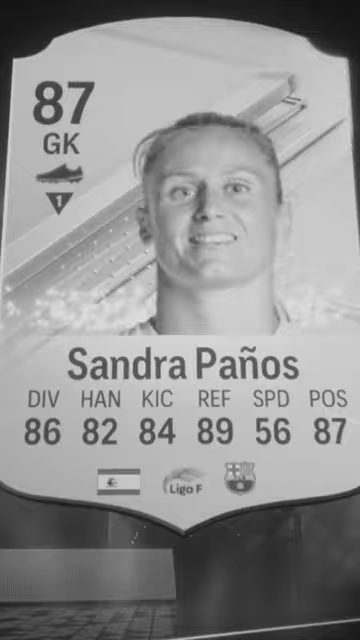 87
GK
1
Sandra Paños
DIV HAN KIC REF SPD POS
86 82 84 89 56 87
Liga F